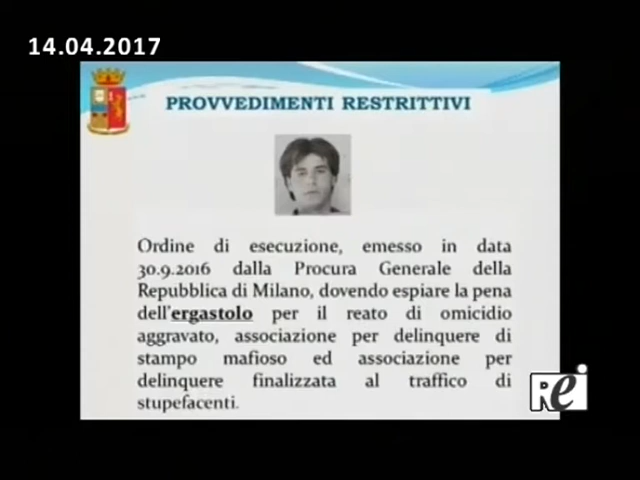 14.04.2017
PROVVEDIMENTI RESTRITTIVI
Ordine di esecuzione, emesso in data
30.9.2016 dalla Procura Generale della
Repubblica di Milano, dovendo espiare la pena
dell'ergastolo per il reato di omicidio
aggravato, associazione per delinquere di
stampo mafioso ed associazione per
delinquere finalizzata al traffico di
stupefacenti.
Rei